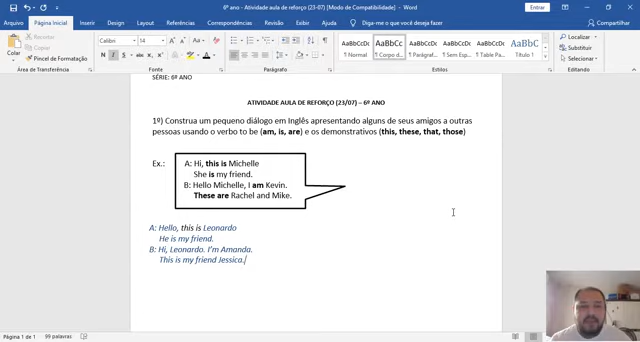 6º ano - Atividade aula de reforço (23-07) [Modo de Compatibilidade] - Word
Entrar
Arquivo Página Inicial Inserir Design Layout Referências Correspondências Revisão Exibir Ajuda Diga-me o que você deseja fazer Compartilhar
Colar
Recortar
Copiar
Pincel de Formatação
Calibri 14
N I S
AaBbCcDc AaBbCc AaBbCcDc AaBbCcDc AaBbC
¶ Normal ¶ Corpo d... ¶ Parágraf... ¶ Table Par... Título 1
Localizar
Substituir
Selecionar
Área de Transferência Fonte Parágrafo Estilos Edição
SÉRIE: 6º ANO
ATIVIDADE AULA DE REFORÇO (23/07) – 6º ANO
1º) Construa um pequeno diálogo em Inglês apresentando alguns de seus amigos a outras
pessoas usando o verbo to be (am, is, are) e os demonstrativos (this, these, that, those)
Ex.:
A: Hi, this is Michelle
She is my friend.
B: Hello Michelle, I am Kevin.
These are Rachel and Mike.
A: Hello, this is Leonardo
He is my friend.
B: Hi, Leonardo. I'm Amanda.
This is my friend Jessica.
Página 1 de 1 99 palavras